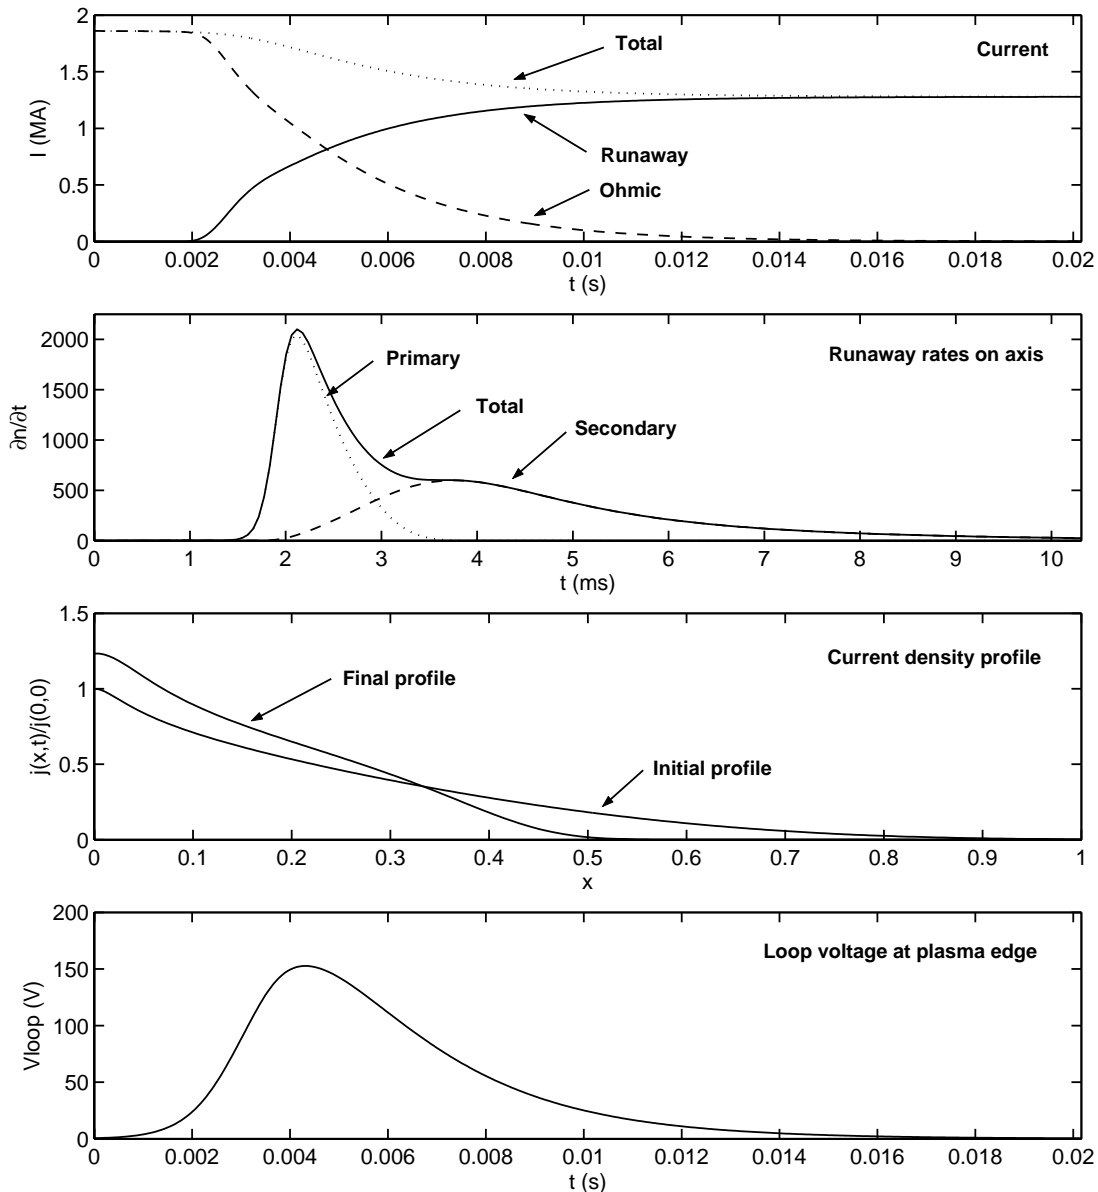 2
Total
Current
1.5
1
I (MA)
Runaway
0.5
Ohmic
0
0 0.002 0.004 0.006 0.008 0.01 0.012 0.014 0.016 0.018 0.02
t (s)
2000
Primary
Runaway rates on axis
1500
Total
∂n/∂t
1000
Secondary
500
0
0 1 2 3 4 5 6 7 8 9 10
t (ms)
1.5
Current density profile
Final profile
1
j(x,t)/j(0,0)
Initial profile
0.5
0
0 0.1 0.2 0.3 0.4 0.5 0.6 0.7 0.8 0.9 1
x
200
Loop voltage at plasma edge
150
Vloop (V)
100
50
0
0 0.002 0.004 0.006 0.008 0.01 0.012 0.014 0.016 0.018 0.02
t (s)